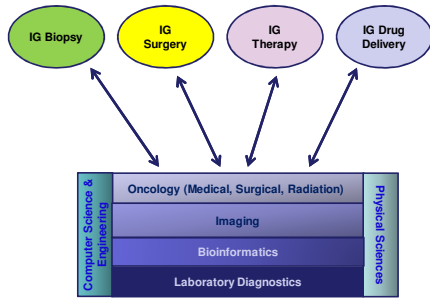 IG Biopsy
IG
Surgery
IG
Therapy
IG Drug
Delivery
Computer Science &
Engineering
Oncology (Medical, Surgical, Radiation)
Imaging
Bioinformatics
Laboratory Diagnostics
Physical Sciences